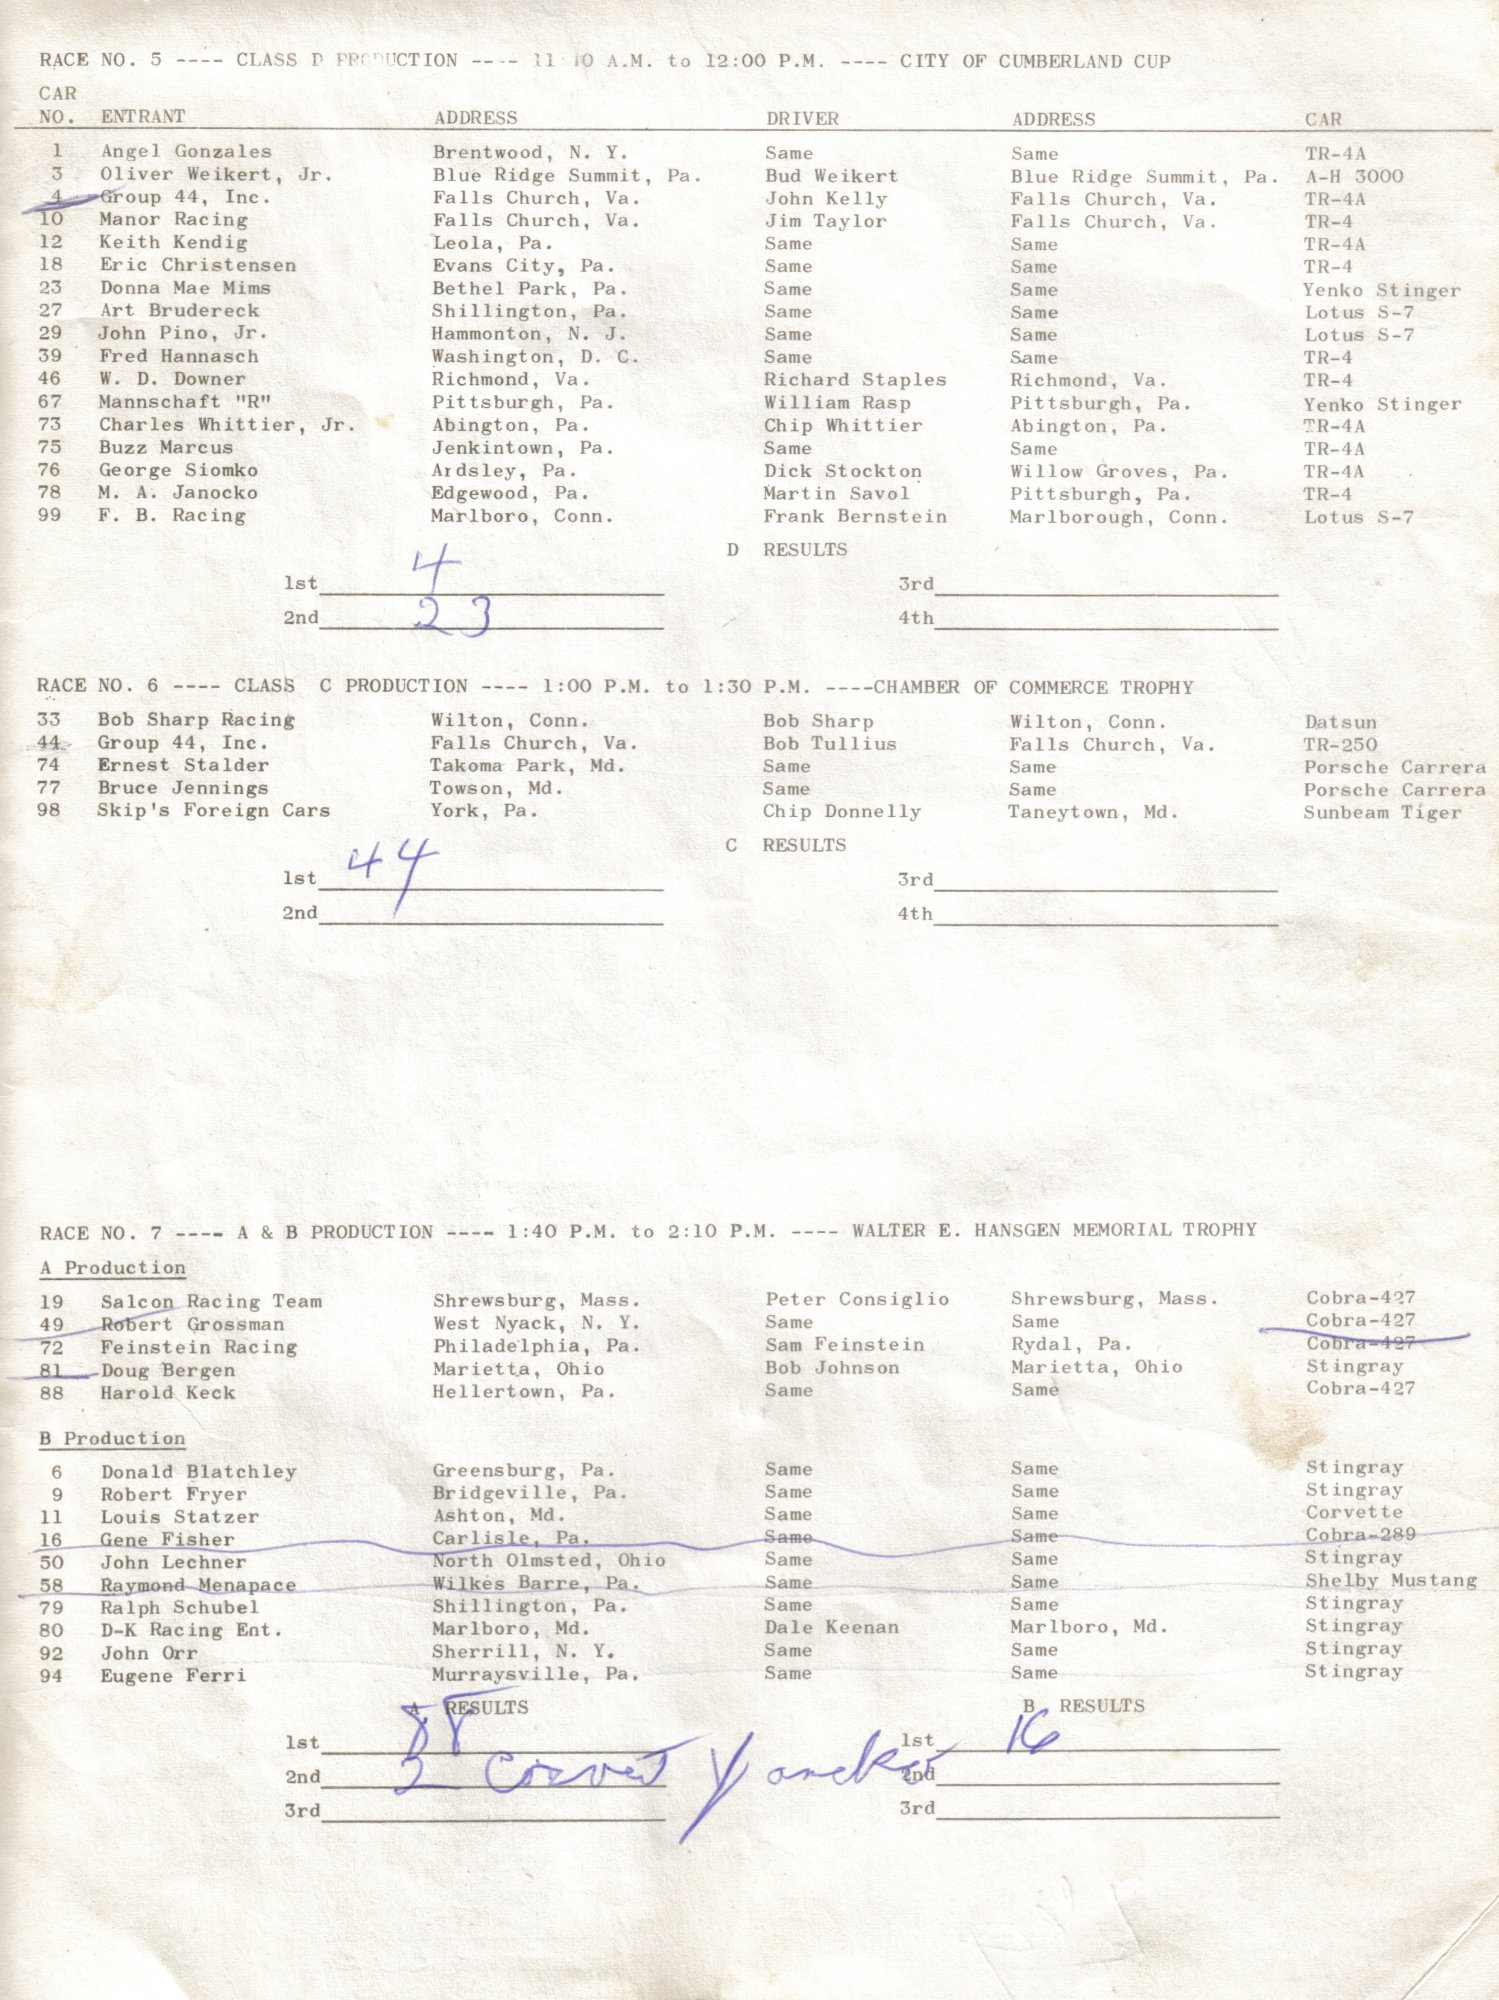 RACE NO. 5 ---- CLASS D PRODUCTION ---- 11 10 A.M. to 12:00 P.M. ---- CITY OF CUMBERLAND CUP
CAR
NO. ENTRANT ADDRESS DRIVER ADDRESS CAR
1 Angel Gonzales Brentwood, N. Y. Same Same TR-4A
3 Oliver Weikert, Jr. Blue Ridge Summit, Pa. Bud Weikert Blue Ridge Summit, Pa. A-H 3000
4 Group 44, Inc. Falls Church, Va. John Kelly Falls Church, Va. TR-4A
10 Manor Racing Falls Church, Va. Jim Taylor Falls Church, Va. TR-4
12 Keith Kendig Leola, Pa. Same Same TR-4A
18 Eric Christensen Evans City, Pa. Same Same TR-4
23 Donna Mae Mims Bethel Park, Pa. Same Same Yenko Stinger
27 Art Brudereck Shillington, Pa. Same Same Lotus S-7
29 John Pino, Jr. Hammonton, N. J. Same Same Lotus S-7
39 Fred Hannasch Washington, D. C. Same Same TR-4
46 W. D. Downer Richmond, Va. Richard Staples Richmond, Va. TR-4
67 Mannschaft "R" Pittsburgh, Pa. William Rasp Pittsburgh, Pa. Yenko Stinger
73 Charles Whittier, Jr. Abington, Pa. Chip Whittier Abington, Pa. TR-4A
75 Buzz Marcus Jenkintown, Pa. Same Same TR-4A
76 George Siomko Ardsley, Pa. Dick Stockton Willow Groves, Pa. TR-4A
78 M. A. Janocko Edgewood, Pa. Martin Savol Pittsburgh, Pa. TR-4
99 F. B. Racing Marlboro, Conn. Frank Bernstein Marlborough, Conn. Lotus S-7
D RESULTS
1st 4 3rd
2nd 23 4th
RACE NO. 6 ---- CLASS C PRODUCTION ---- 1:00 P.M. to 1:30 P.M. ----CHAMBER OF COMMERCE TROPHY
33 Bob Sharp Racing Wilton, Conn. Bob Sharp Wilton, Conn. Datsun
44 Group 44, Inc. Falls Church, Va. Bob Tullius Falls Church, Va. TR-250
74 Ernest Stalder Takoma Park, Md. Same Same Porsche Carrera
77 Bruce Jennings Towson, Md. Same Same Porsche Carrera
98 Skip's Foreign Cars York, Pa. Chip Donnelly Taneytown, Md. Sunbeam Tiger
C RESULTS
1st 44 3rd
2nd 4th
RACE NO. 7 ---- A & B PRODUCTION ---- 1:40 P.M. to 2:10 P.M. ---- WALTER E. HANSGEN MEMORIAL TROPHY
A Production
19 Salcon Racing Team Shrewsburg, Mass. Peter Consiglio Shrewsburg, Mass. Cobra-427
49 Robert Grossman West Nyack, N. Y. Same Same Cobra-427
72 Feinstein Racing Philadelphia, Pa. Sam Feinstein Rydal, Pa. Cobra-427
81 Doug Bergen Marietta, Ohio Bob Johnson Marietta, Ohio Stingray
88 Harold Keck Hellertown, Pa. Same Same Cobra-427
B Production
6 Donald Blatchley Greensburg, Pa. Same Same Stingray
9 Robert Fryer Bridgeville, Pa. Same Same Stingray
11 Louis Statzer Ashton, Md. Same Same Corvette
16 Gene Fisher Carlisle, Pa. Same Same Cobra-289
50 John Lechner North Olmsted, Ohio Same Same Stingray
58 Raymond Menapace Wilkes Barre, Pa. Same Same Shelby Mustang
79 Ralph Schubel Shillington, Pa. Same Same Stingray
80 D-K Racing Ent. Marlboro, Md. Dale Keenan Marlboro, Md. Stingray
92 John Orr Sherrill, N. Y. Same Same Stingray
94 Eugene Ferri Murraysville, Pa. Same Same Stingray
A RESULTS B RESULTS
1st 88 1st 16
2nd 2 2nd
3rd 3rd